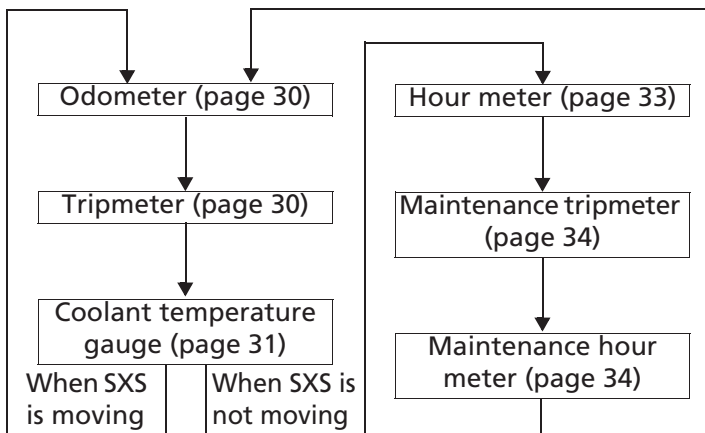 Odometer (page 30)
Tripmeter (page 30)
Coolant temperature
gauge (page 31)
When SXS
is moving
When SXS is
not moving
Hour meter (page 33)
Maintenance tripmeter
(page 34)
Maintenance hour
meter (page 34)